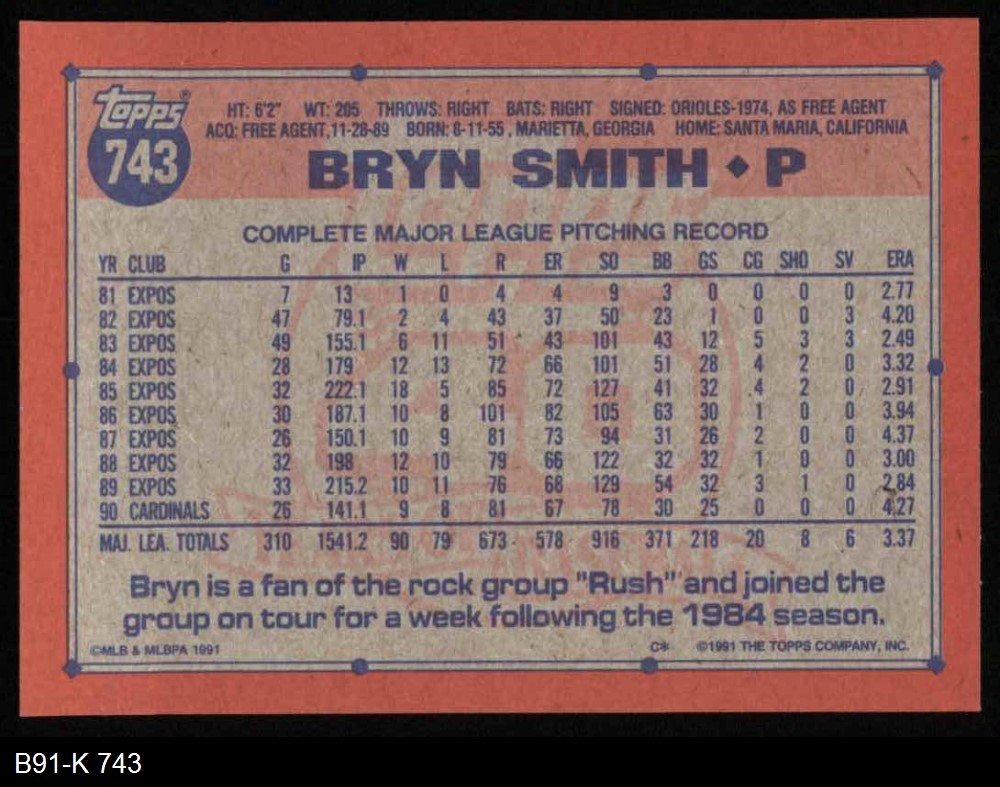 topps®
743
HT: 6'2" WT: 205 THROWS: RIGHT BATS: RIGHT SIGNED: ORIOLES-1974, AS FREE AGENT
ACQ: FREE AGENT, 11-28-89 BORN: 8-11-55, MARIETTA, GEORGIA HOME: SANTA MARIA, CALIFORNIA
BRYN SMITH ◆ P
COMPLETE MAJOR LEAGUE PITCHING RECORD
YR CLUB G IP W L R ER SO BB GS CG SHO SV ERA
81 EXPOS 7 13 1 0 4 4 9 3 0 0 0 0 2.77
82 EXPOS 47 79.1 2 4 43 37 50 23 1 0 0 3 4.20
83 EXPOS 49 155.1 6 11 51 43 101 43 12 5 3 3 2.49
84 EXPOS 28 179 12 13 72 66 101 51 28 4 2 0 3.32
85 EXPOS 32 222.1 18 5 85 72 127 41 32 4 2 0 2.91
86 EXPOS 30 187.1 10 8 101 82 105 63 30 1 0 0 3.94
87 EXPOS 26 150.1 10 9 81 73 94 31 26 2 0 0 4.37
88 EXPOS 32 198 12 10 79 66 122 32 32 1 0 0 3.00
89 EXPOS 33 215.2 10 11 76 68 129 54 32 3 1 0 2.84
90 CARDINALS 26 141.1 9 8 81 67 78 30 25 0 0 0 4.27
MAJ. LEA. TOTALS 310 1541.2 90 79 673 578 916 371 218 20 8 6 3.37
Bryn is a fan of the rock group "Rush" and joined the
group on tour for a week following the 1984 season.
©MLB & MLBPA 1991 C* ©1991 THE TOPPS COMPANY, INC.
B91-K 743